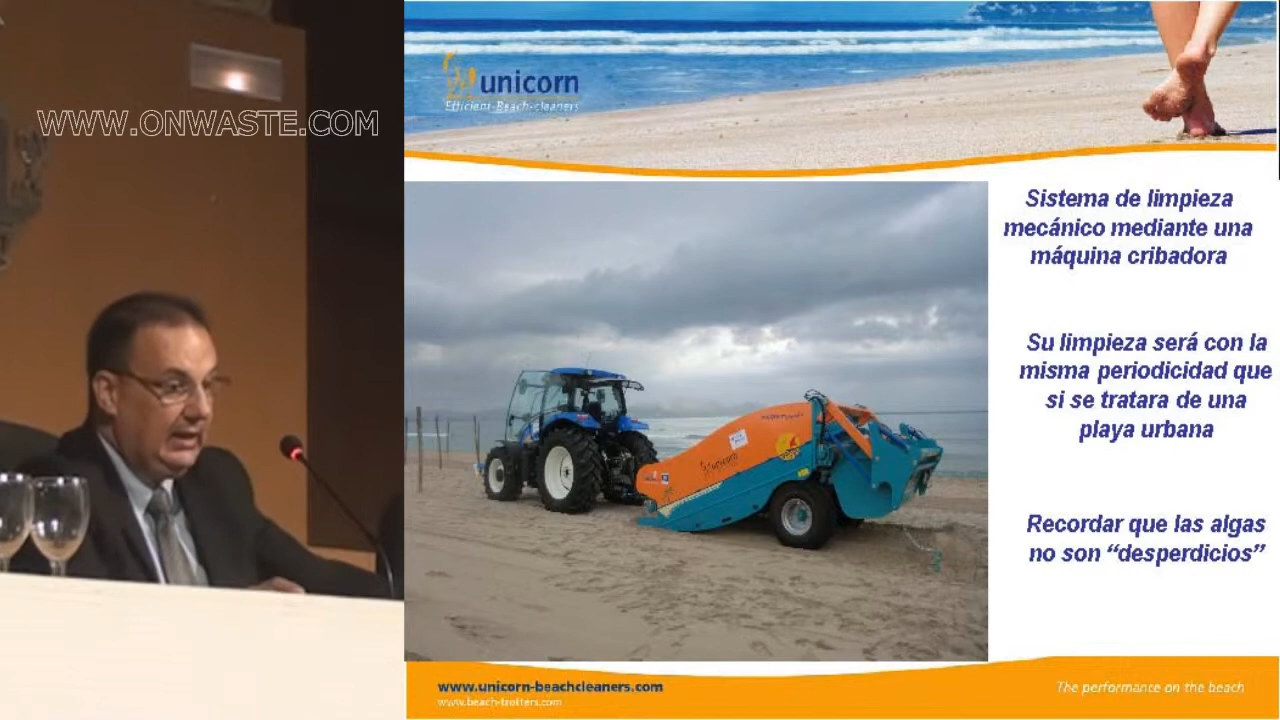 WWW.ONWASTE.COM
unicorn
Efficient-Beach-cleaners
Sistema de limpieza
mecánico mediante una
máquina cribadora
Su limpieza será con la
misma periodicidad que
si se tratara de una
playa urbana
Recordar que las algas
no son “desperdicios”
unicorn
www.unicorn-beachcleaners.com
www.beach-trotters.com
The performance on the beach